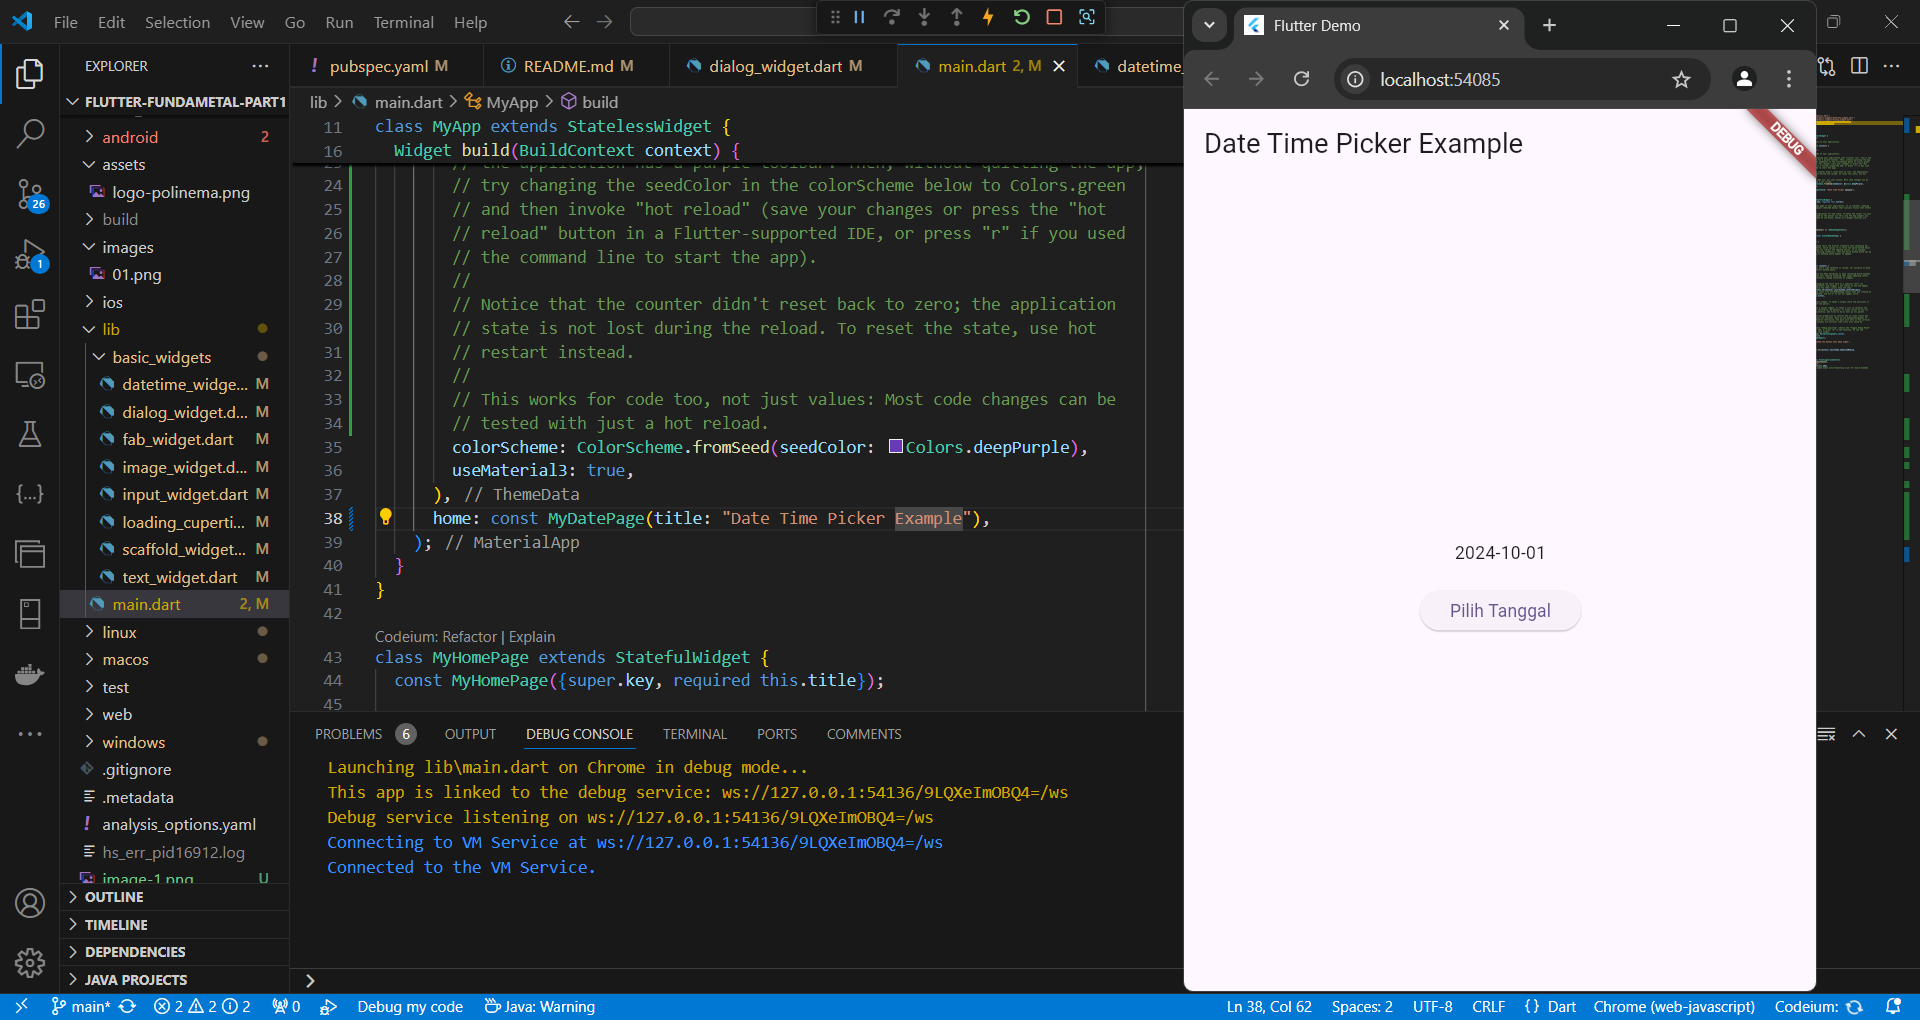 File Edit Selection View Go Run Terminal Help
EXPLORER
FLUTTER-FUNDAMETAL-PART1
android 2
assets
logo-polinema.png
build
images
01.png
ios
lib
basic_widgets
datetime_widge... M
dialog_widget.d... M
fab_widget.dart M
image_widget.d... M
input_widget.dart M
loading_cuperti... M
scaffold_widget... M
text_widget.dart M
main.dart 2, M
linux
macos
test
web
windows
.gitignore
.metadata
analysis_options.yaml
hs_err_pid16912.log
image-1.png U
OUTLINE
TIMELINE
DEPENDENCIES
JAVA PROJECTS
26
1
pubspec.yaml M
README.md M
dialog_widget.dart M
main.dart 2, M
datetime_
lib > main.dart > MyApp > build
11 class MyApp extends StatelessWidget {
16 Widget build(BuildContext context) {
// the application has a purple toolbar. Then, without quitting the app,
24 // try changing the seedColor in the colorScheme below to Colors.green
25 // and then invoke "hot reload" (save your changes or press the "hot
26 // reload" button in a Flutter-supported IDE, or press "r" if you used
27 // the command line to start the app).
28 //
29 // Notice that the counter didn't reset back to zero; the application
30 // state is not lost during the reload. To reset the state, use hot
31 // restart instead.
32 //
33 // This works for code too, not just values: Most code changes can be
34 // tested with just a hot reload.
35 colorScheme: ColorScheme.fromSeed(seedColor: Colors.deepPurple),
36 useMaterial3: true,
37 ), // ThemeData
38 home: const MyDatePage(title: "Date Time Picker Example"),
39 ); // MaterialApp
40 }
41 }
42
Codeium: Refactor | Explain
43 class MyHomePage extends StatefulWidget {
44 const MyHomePage({super.key, required this.title});
45
PROBLEMS 6 OUTPUT DEBUG CONSOLE TERMINAL PORTS COMMENTS
Launching lib\main.dart on Chrome in debug mode...
This app is linked to the debug service: ws://127.0.0.1:54136/9LQXeImOBQ4=/ws
Debug service listening on ws://127.0.0.1:54136/9LQXeImOBQ4=/ws
Connecting to VM Service at ws://127.0.0.1:54136/9LQXeImOBQ4=/ws
Connected to the VM Service.
Flutter Demo
localhost:54085
Date Time Picker Example
DEBUG
2024-10-01
Pilih Tanggal
main* 2 2 2 0 Debug my code Java: Warning
Ln 38, Col 62 Spaces: 2 UTF-8 CRLF {} Dart Chrome (web-javascript) Codeium: